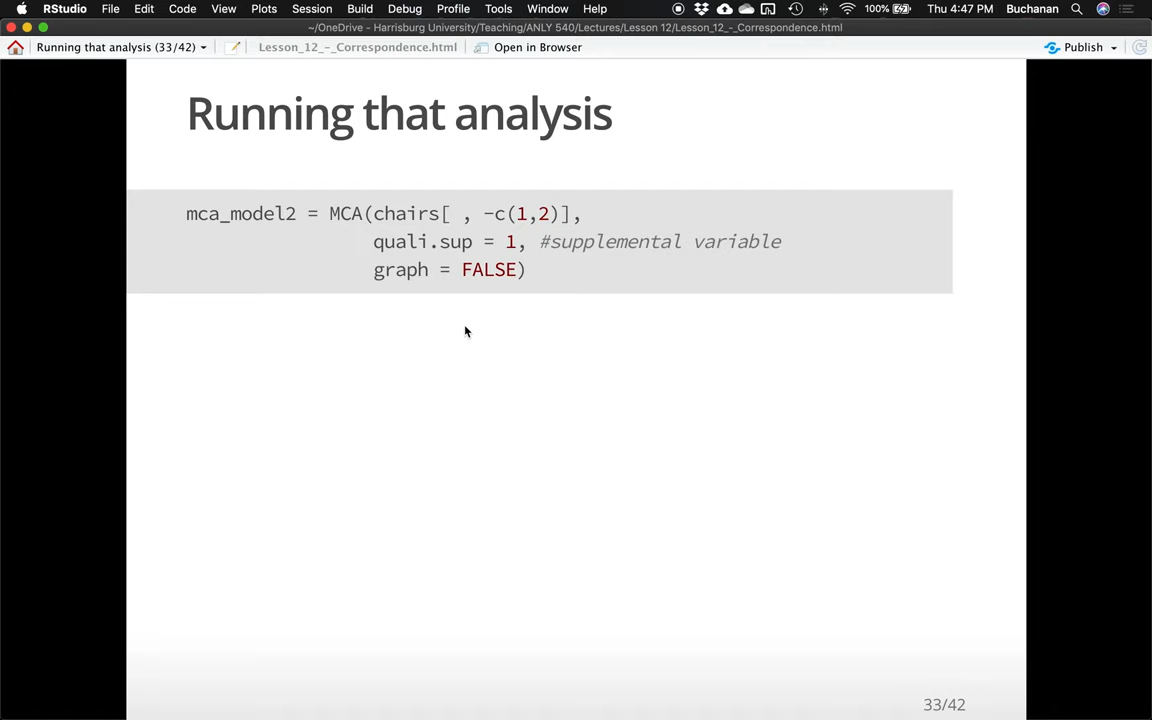 RStudio File Edit Code View Plots Session Build Debug Profile Tools Window Help 100% Thu 4:47 PM Buchanan
~/OneDrive - Harrisburg University/Teaching/ANLY 540/Lectures/Lesson 12/Lesson_12_-_Correspondence.html
Running that analysis (33/42) Lesson_12_-_Correspondence.html Open in Browser Publish
Running that analysis
mca_model2 = MCA(chairs[ , -c(1,2)],
quali.sup = 1, #supplemental variable
graph = FALSE)
33/42